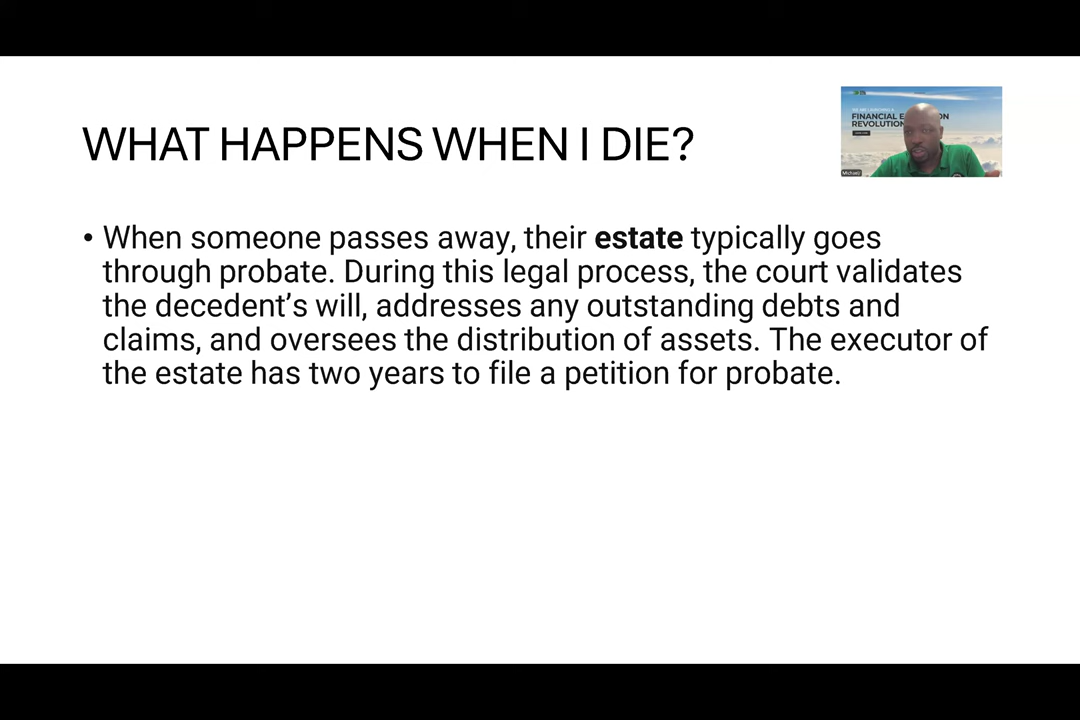 WHAT HAPPENS WHEN I DIE?
FINANCIAL E ON
REVOLUTION
Michael
• When someone passes away, their estate typically goes
through probate. During this legal process, the court validates
the decedent’s will, addresses any outstanding debts and
claims, and oversees the distribution of assets. The executor of
the estate has two years to file a petition for probate.